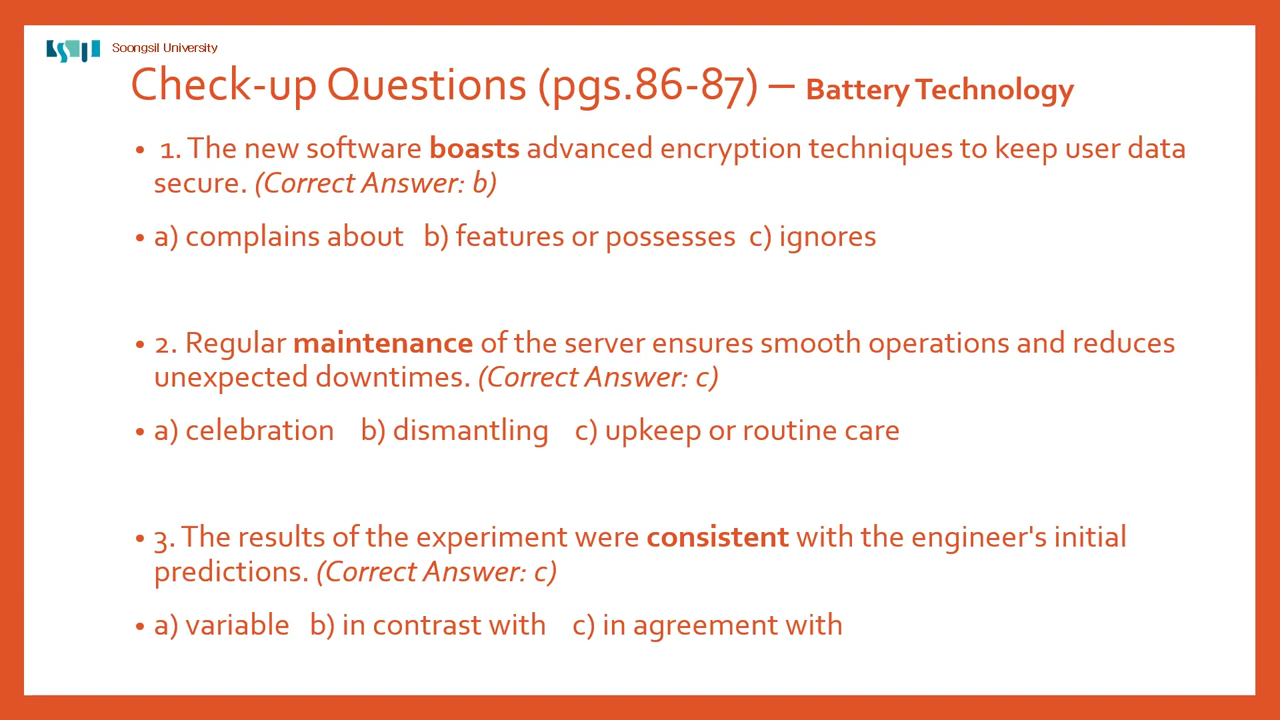 Soongsil University
Check-up Questions (pgs.86-87) – Battery Technology
• 1. The new software boasts advanced encryption techniques to keep user data
secure. (Correct Answer: b)
• a) complains about b) features or possesses c) ignores
• 2. Regular maintenance of the server ensures smooth operations and reduces
unexpected downtimes. (Correct Answer: c)
• a) celebration b) dismantling c) upkeep or routine care
• 3. The results of the experiment were consistent with the engineer's initial
predictions. (Correct Answer: c)
• a) variable b) in contrast with c) in agreement with